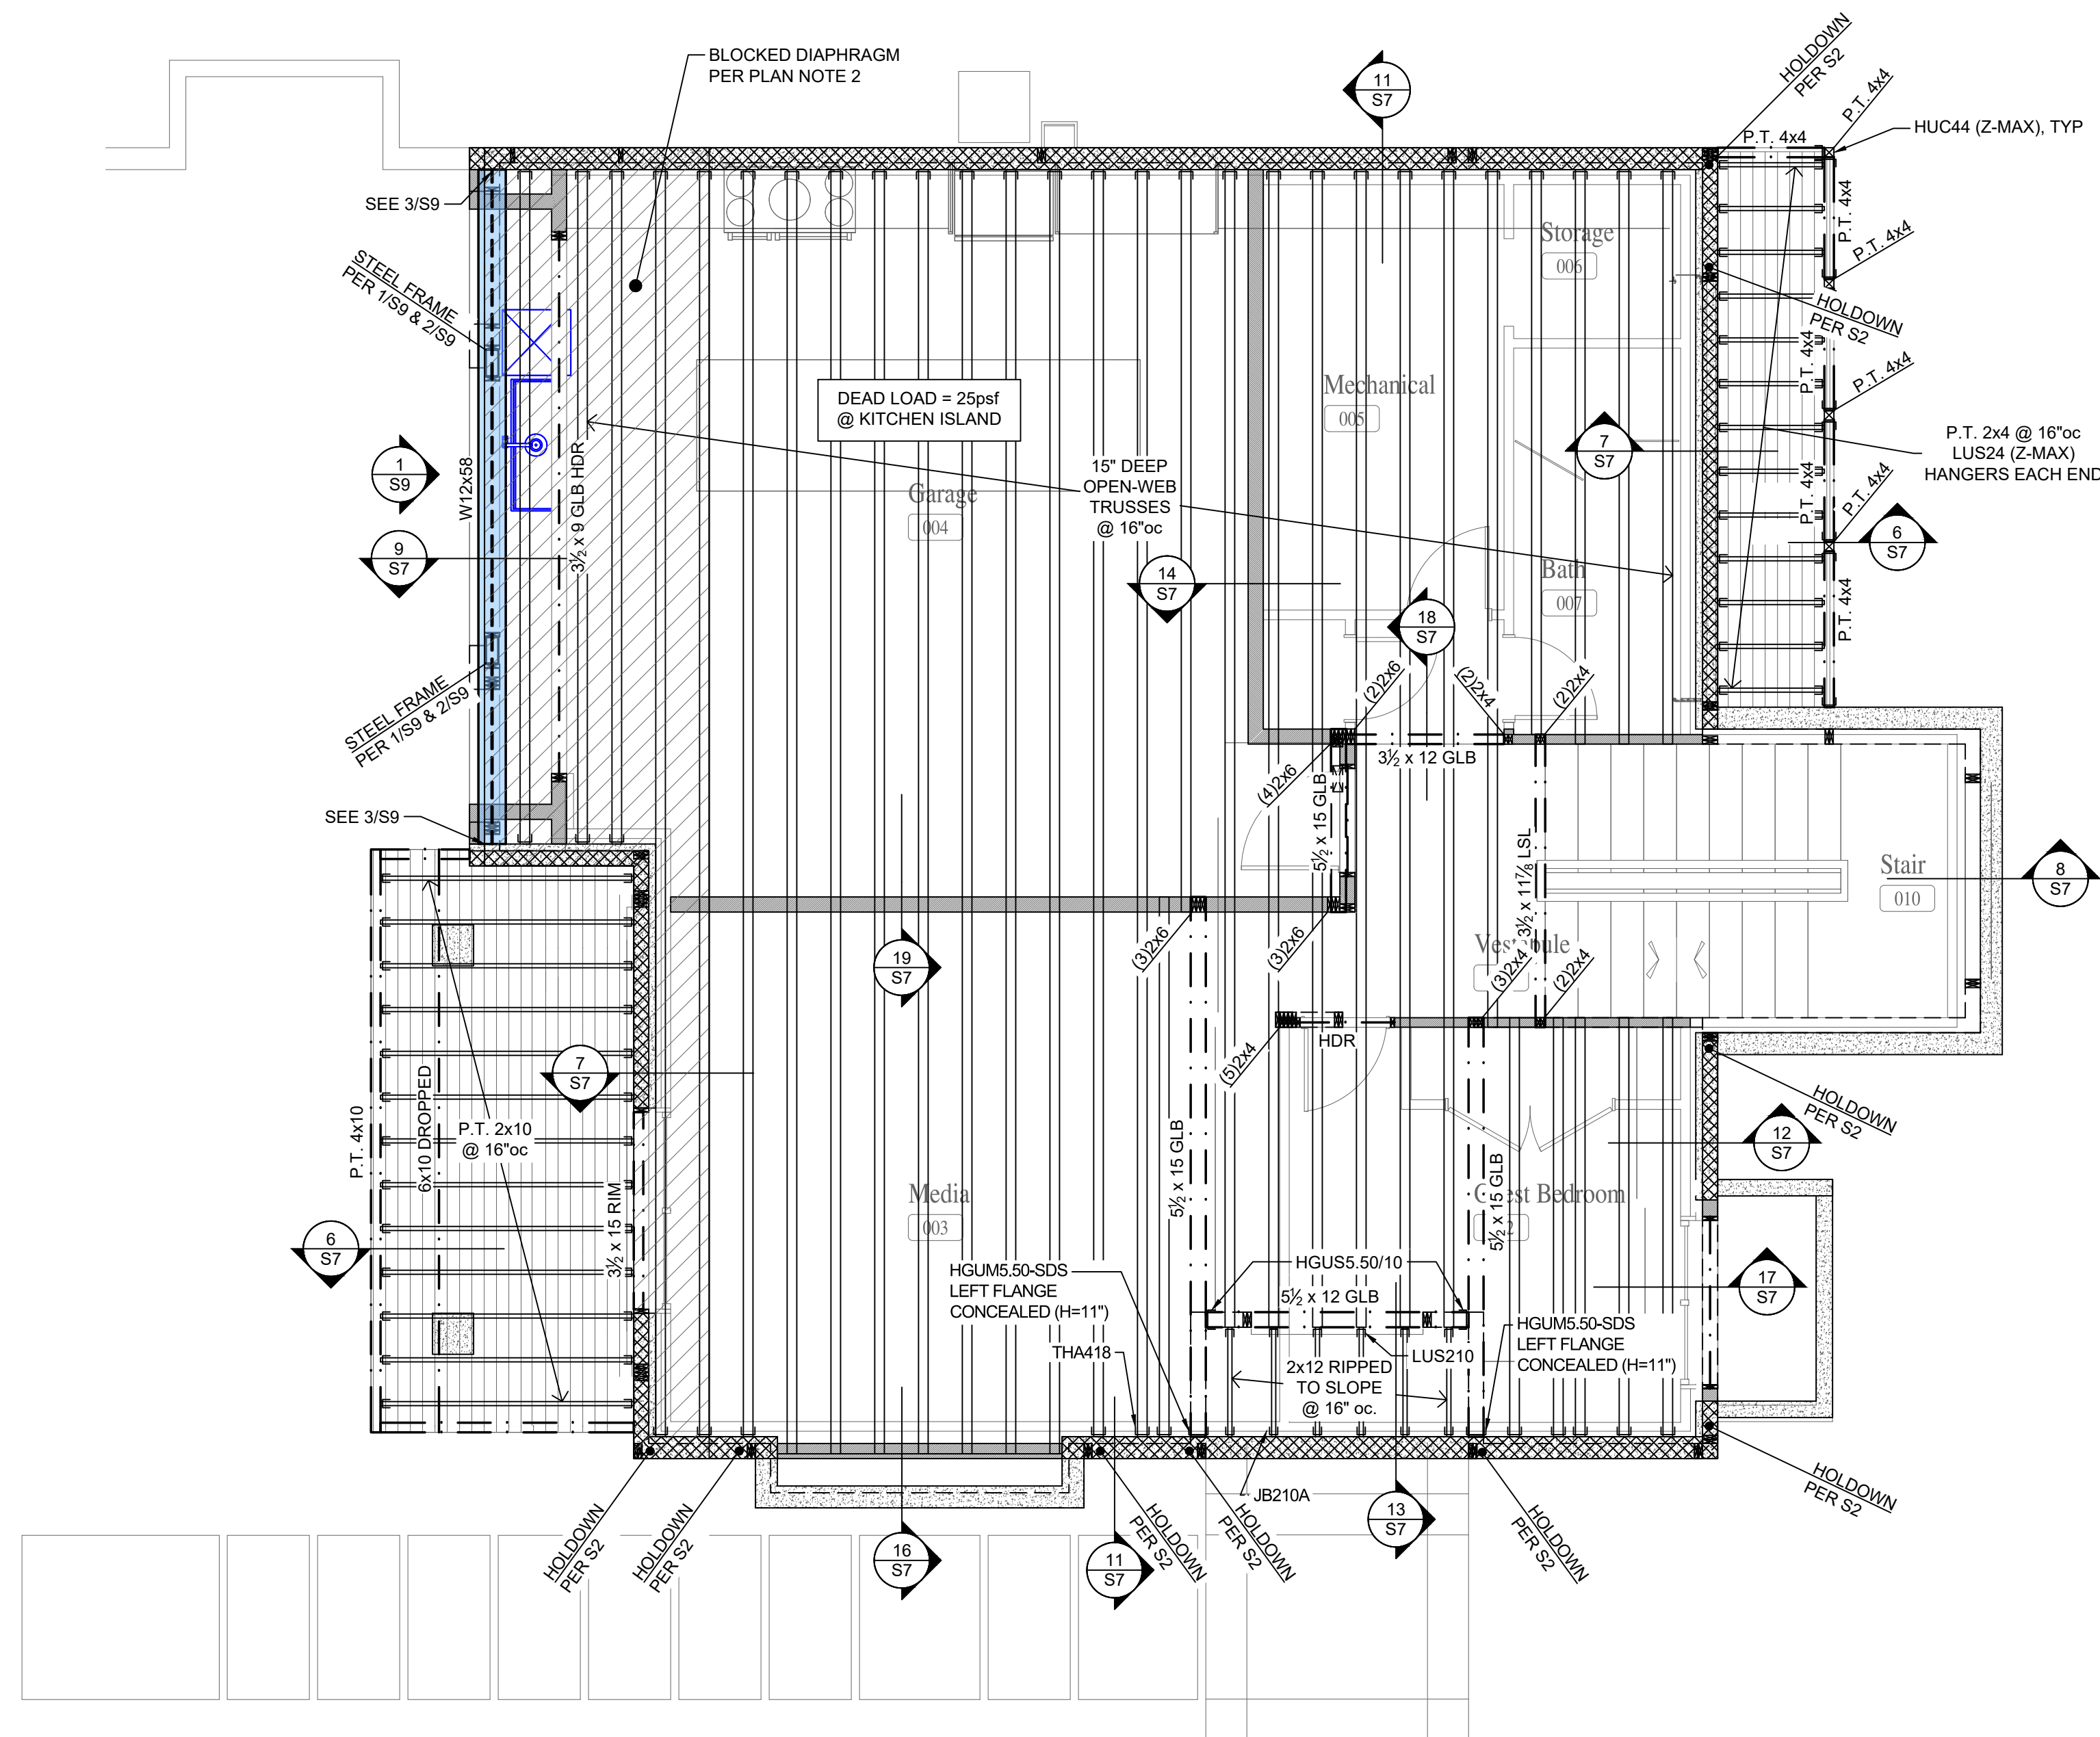 BLOCKED DIAPHRAGM
PER PLAN NOTE 2
11
S7
HOLDOWN
PER S2
P.T. 4x4
P.T. 4x4
HUC44 (Z-MAX), TYP
SEE 3/S9
P.T. 4x4
P.T. 4x4
Storage
006
STEEL FRAME
PER 1/S9 & 2/S9
HOLDOWN
PER S2
P.T. 4x4
P.T. 4x4
DEAD LOAD = 25psf
@ KITCHEN ISLAND
Mechanical
005
7
S7
P.T. 2x4 @ 16"oc
LUS24 (Z-MAX)
HANGERS EACH END
1
S9
W12x58
3½ x 9 GLB HDR
15" DEEP
OPEN-WEB
TRUSSES
@ 16"oc
Garage
004
P.T. 4x4
P.T. 4x4
6
S7
9
S7
14
S7
Bath
007
P.T. 4x4
18
S7
STEEL FRAME
PER 1/S9 & 2/S9
(2)2x6
(2)2x4
(2)2x4
3½ x 12 GLB
(4)2x6
5½ x 15 GLB
SEE 3/S9
3½ x 11⅞ LSL
Stair
010
8
S7
(3)2x6
(3)2x6
(3)2x4
(2)2x4
19
S7
HDR
(5)2x4
7
S7
P.T. 4x10
6x10 DROPPED
P.T. 2x10
@ 16"oc
HOLDOWN
PER S2
12
S7
5½ x 15 GLB
5½ x 15 GLB
Media
003
3½ x 15 RIM
6
S7
HGUM5.50-SDS
LEFT FLANGE
CONCEALED (H=11")
HGUS5.50/10
5½ x 12 GLB
17
S7
HGUM5.50-SDS
LEFT FLANGE
CONCEALED (H=11")
THA418
LUS210
2x12 RIPPED
TO SLOPE
@ 16" oc.
JB210A
HOLDOWN
PER S2
HOLDOWN
PER S2
HOLDOWN
PER S2
16
S7
11
S7
HOLDOWN
PER S2
HOLDOWN
PER S2
13
S7
HOLDOWN
PER S2